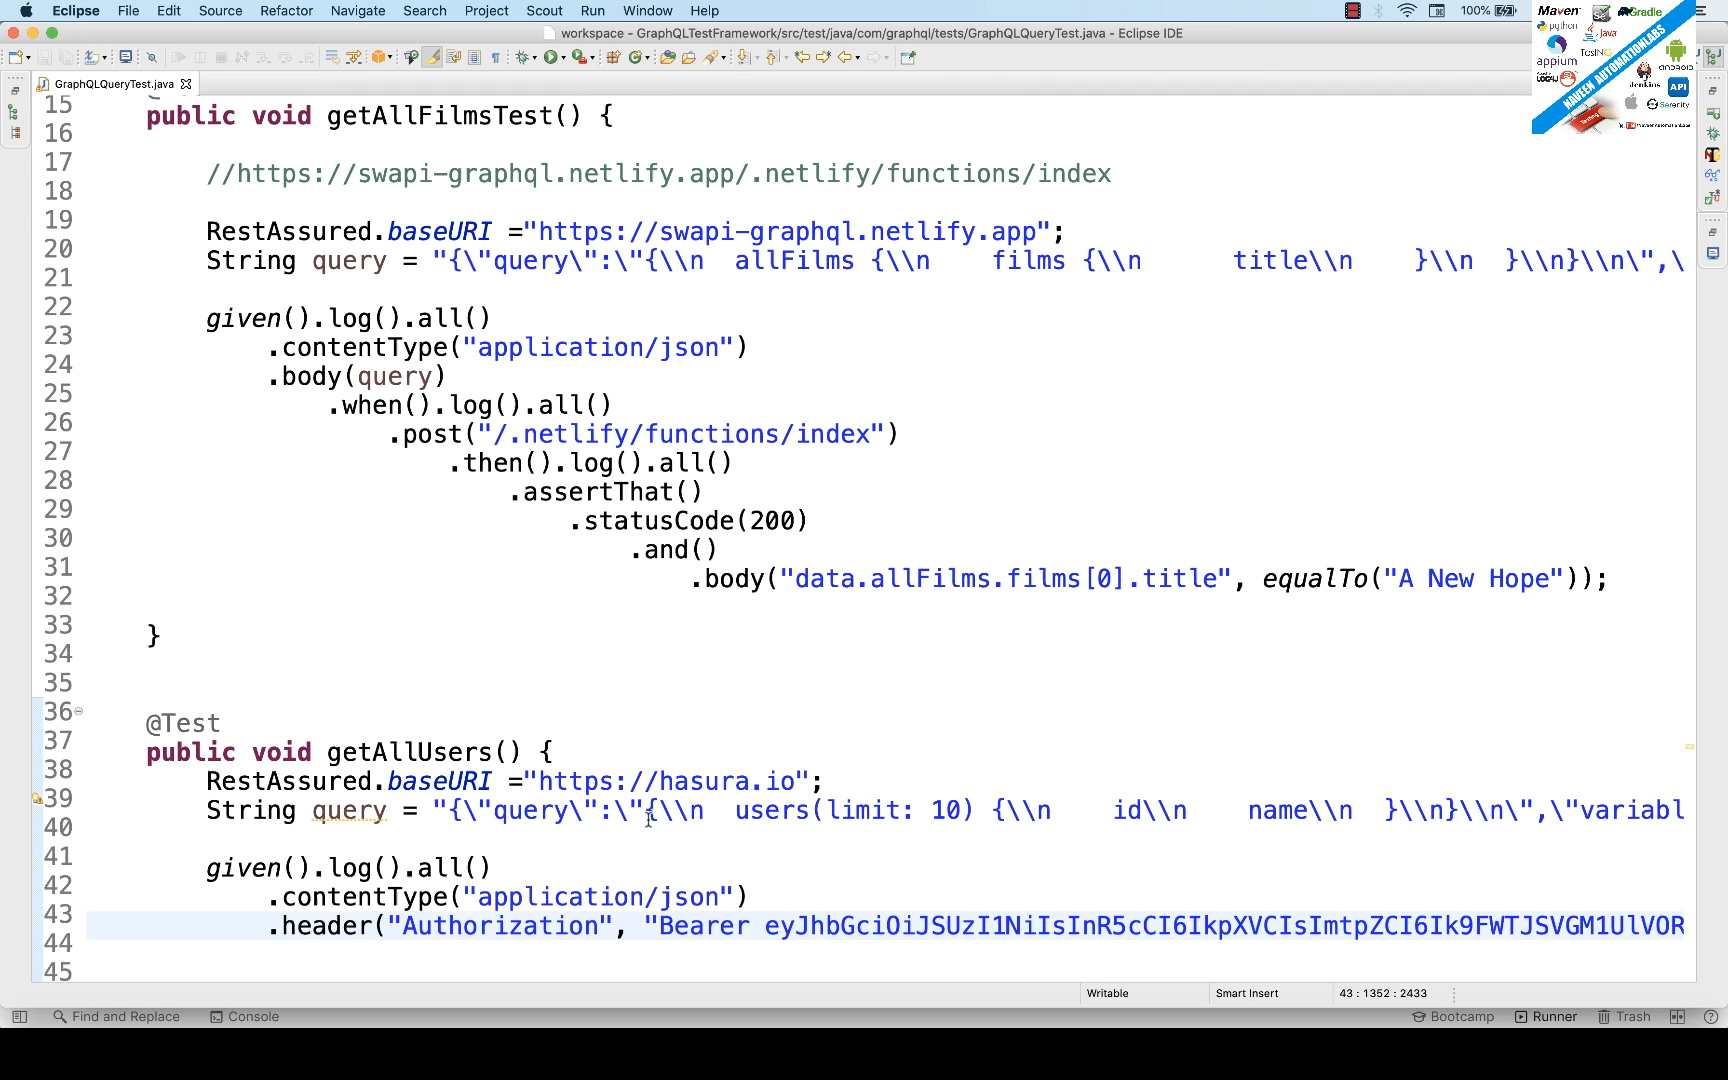 Eclipse File Edit Source Refactor Navigate Search Project Scout Run Window Help 100%
workspace - GraphQLTestFramework/src/test/java/com/graphql/tests/GraphQLQueryTest.java - Eclipse IDE
GraphQLQueryTest.java
15 public void getAllFilmsTest() {
16
17 //https://swapi-graphql.netlify.app/.netlify/functions/index
18
19 RestAssured.baseURI ="https://swapi-graphql.netlify.app";
20 String query = "{\"query\":\"{\\n  allFilms {\\n    films {\\n      title\\n    }\\n  }\\n}\\n\",\
21
22 given().log().all()
23 .contentType("application/json")
24 .body(query)
25 .when().log().all()
26 .post("/.netlify/functions/index")
27 .then().log().all()
28 .assertThat()
29 .statusCode(200)
30 .and()
31 .body("data.allFilms.films[0].title", equalTo("A New Hope"));
32
33 }
34
35
36 @Test
37 public void getAllUsers() {
38 RestAssured.baseURI ="https://hasura.io";
39 String query = "{\"query\":\"{\\n  users(limit: 10) {\\n    id\\n    name\\n  }\\n}\\n\",\"variabl
40
41 given().log().all()
42 .contentType("application/json")
43 .header("Authorization", "Bearer eyJhbGciOiJSUzI1NiIsInR5cCI6IkpXVCIsImtpZCI6Ik9FWTJSVGM1UlVOR
44
45
Writable Smart Insert 43 : 1352 : 2433
Find and Replace Console Bootcamp Runner Trash
Maven Se Gradle
python Java
TestNG
appium ANDROID
LOG4J Jenkins API
Serenity
NAVEEN AUTOMATIONLABS
Testing